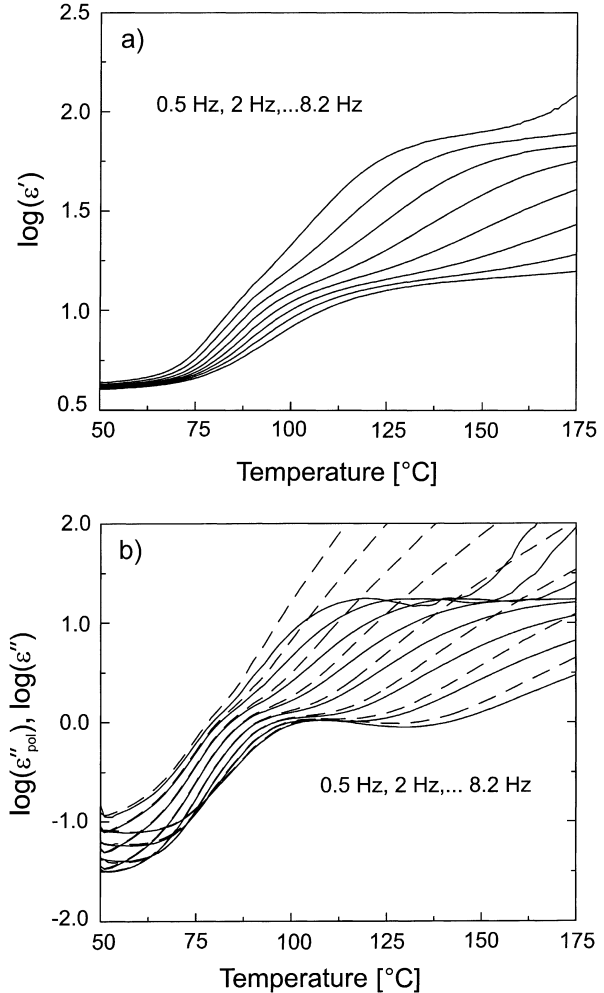 a)
0.5 Hz, 2 Hz,...8.2 Hz
log(ε′)
2.5
2.0
1.5
1.0
0.5
50 75 100 125 150 175
Temperature [°C]
b)
0.5 Hz, 2 Hz,... 8.2 Hz
log(ε″pol), log(ε″)
2.0
1.0
0.0
-1.0
-2.0
50 75 100 125 150 175
Temperature [°C]